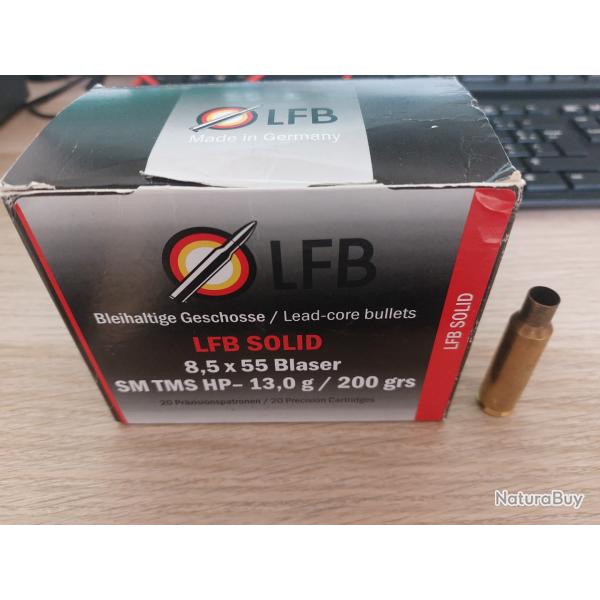 LFB
Made in Germany
LFB
Bleihaltige Geschosse / Lead-core bullets
LFB SOLID
8,5 x 55 Blaser
SM TMS HP– 13,0 g / 200 grs
20 Präzisionspatronen / 20 Precision Cartridges
LFB SOLID
NaturaBuy